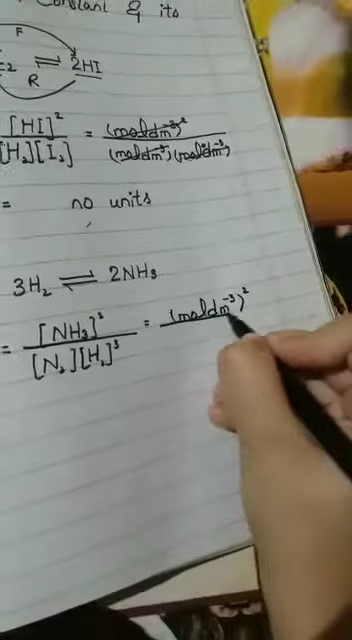 Constant & its
F
2 ⇌ 2HI
R
[HI]² = (moldm⁻³)²
[H₂][I₂] (moldm⁻³)(moldm⁻³)
= no units
3H₂ ⇌ 2NH₃
= [NH₃]² = (moldm⁻³)²
[N₂][H₂]³